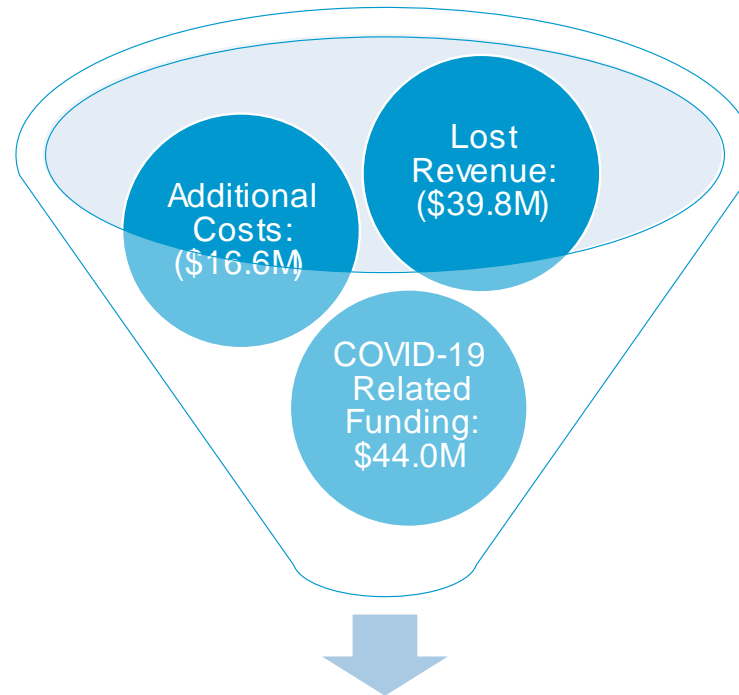 Lost
Revenue:
($39.8M)
Additional
Costs:
($16.6M)
COVID-19
Related
Funding:
$44.0M